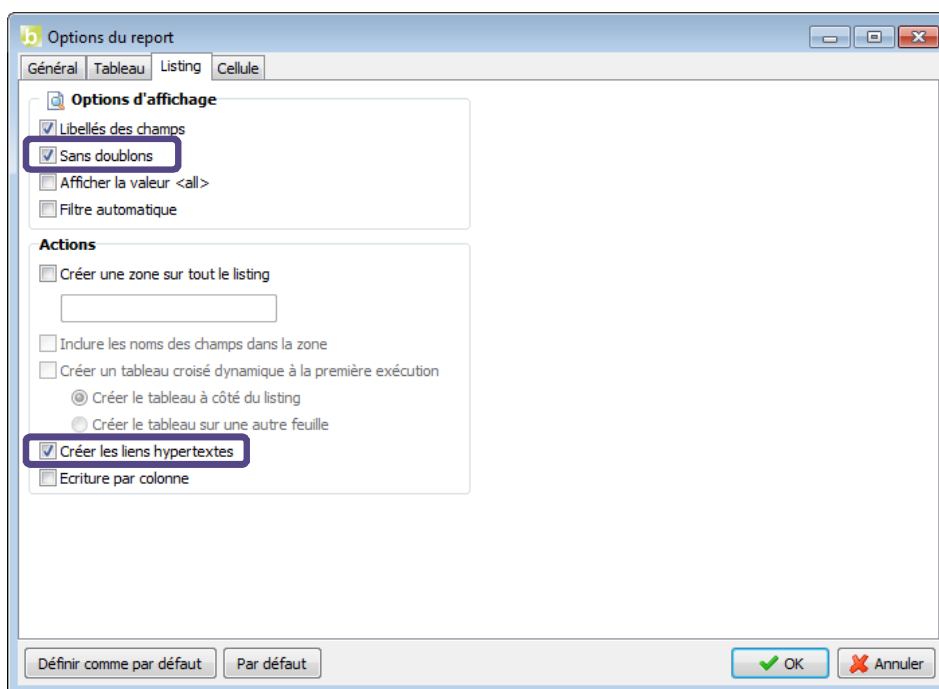 Options du report
Général Tableau Listing Cellule
Options d'affichage
Libellés des champs
Sans doublons
Afficher la valeur <all>
Filtre automatique
Actions
Créer une zone sur tout le listing
Inclure les noms des champs dans la zone
Créer un tableau croisé dynamique à la première exécution
Créer le tableau à côté du listing
Créer le tableau sur une autre feuille
Créer les liens hypertextes
Ecriture par colonne
Définir comme par défaut Par défaut OK Annuler